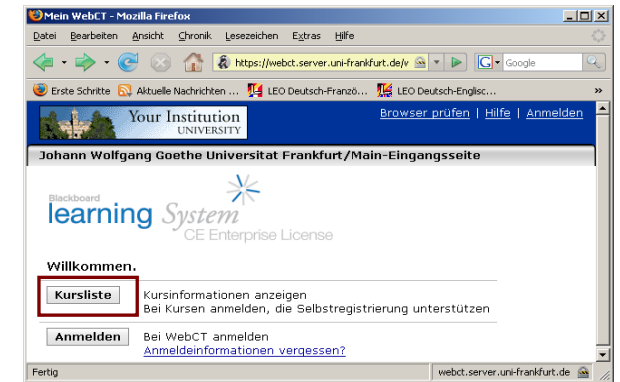 Mein WebCT - Mozilla Firefox
Datei Bearbeiten Ansicht Chronik Lesezeichen Extras Hilfe
https://webct.server.uni-frankfurt.de/v Google
Erste Schritte Aktuelle Nachrichten ... LEO Deutsch-Franzö... LEO Deutsch-Englisc... »
Your Institution
UNIVERSITY
Browser prüfen | Hilfe | Anmelden
Johann Wolfgang Goethe Universitat Frankfurt/Main-Eingangsseite
Blackboard
learning System
CE Enterprise License
Willkommen.
Kursliste Kursinformationen anzeigen
Bei Kursen anmelden, die Selbstregistrierung unterstützen
Anmelden Bei WebCT anmelden
Anmeldeinformationen vergessen?
Fertig webct.server.uni-frankfurt.de